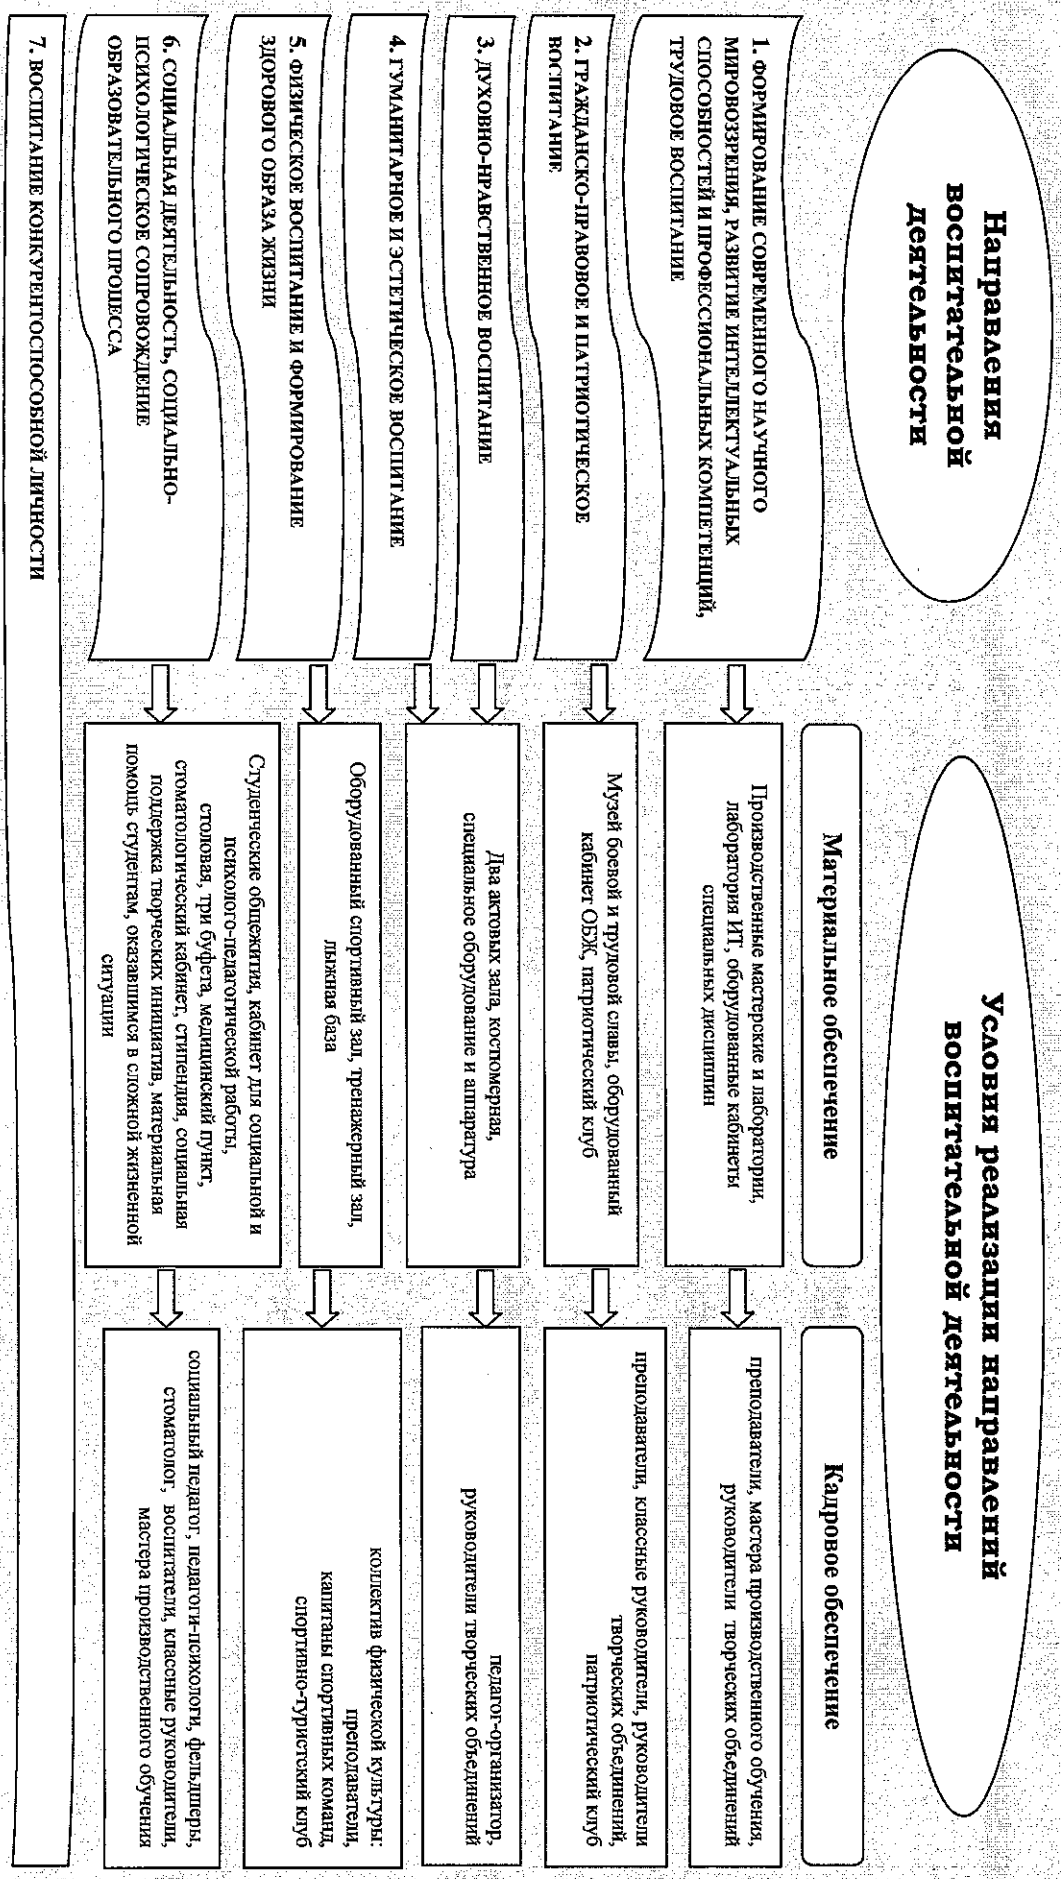 Направления
воспитательной
деятельности
Условия реализации направлений
воспитательной деятельности
Материальное обеспечение
Кадровое обеспечение
1. ФОРМИРОВАНИЕ СОВРЕМЕННОГО НАУЧНОГО
МИРОВОЗЗРЕНИЯ, РАЗВИТИЕ ИНТЕЛЛЕКТУАЛЬНЫХ
СПОСОБНОСТЕЙ И ПРОФЕССИОНАЛЬНЫХ КОМПЕТЕНЦИЙ,
ТРУДОВОЕ ВОСПИТАНИЕ
Производственные мастерские и лаборатории,
лаборатория ИТ, оборудованные кабинеты
специальных дисциплин
преподаватели, мастера производственного обучения,
руководители творческих объединений
2. ГРАЖДАНСКО-ПРАВОВОЕ И ПАТРИОТИЧЕСКОЕ
ВОСПИТАНИЕ
Музей боевой и трудовой славы, оборудованный
кабинет ОБЖ, патриотический клуб
преподаватели, классные руководители, руководители
творческих объединений,
патриотический клуб
3. ДУХОВНО-НРАВСТВЕННОЕ ВОСПИТАНИЕ
4. ГУМАНИТАРНОЕ И ЭСТЕТИЧЕСКОЕ ВОСПИТАНИЕ
Два актовых зала, костюмерная,
специальное оборудование и аппаратура
педагог-организатор,
руководители творческих объединений
5. ФИЗИЧЕСКОЕ ВОСПИТАНИЕ И ФОРМИРОВАНИЕ
ЗДОРОВОГО ОБРАЗА ЖИЗНИ
Оборудованный спортивный зал, тренажерный зал,
лыжная база
коллектив физической культуры:
преподаватели,
капитаны спортивных команд,
спортивно-туристский клуб
6. СОЦИАЛЬНАЯ ДЕЯТЕЛЬНОСТЬ, СОЦИАЛЬНО-
ПСИХОЛОГИЧЕСКОЕ СОПРОВОЖДЕНИЕ
ОБРАЗОВАТЕЛЬНОГО ПРОЦЕССА
Студенческие общежития, кабинет для социальной и
психолого-педагогической работы,
столовая, три буфета, медицинский пункт,
стоматологический кабинет, стипендия, социальная
поддержка творческих инициатив, материальная
помощь студентам, оказавшимся в сложной жизненной
ситуации
социальный педагог, педагоги-психологи, фельдшеры,
стоматолог, воспитатели, классные руководители,
мастера производственного обучения
7. ВОСПИТАНИЕ КОНКУРЕНТОСПОСОБНОЙ ЛИЧНОСТИ